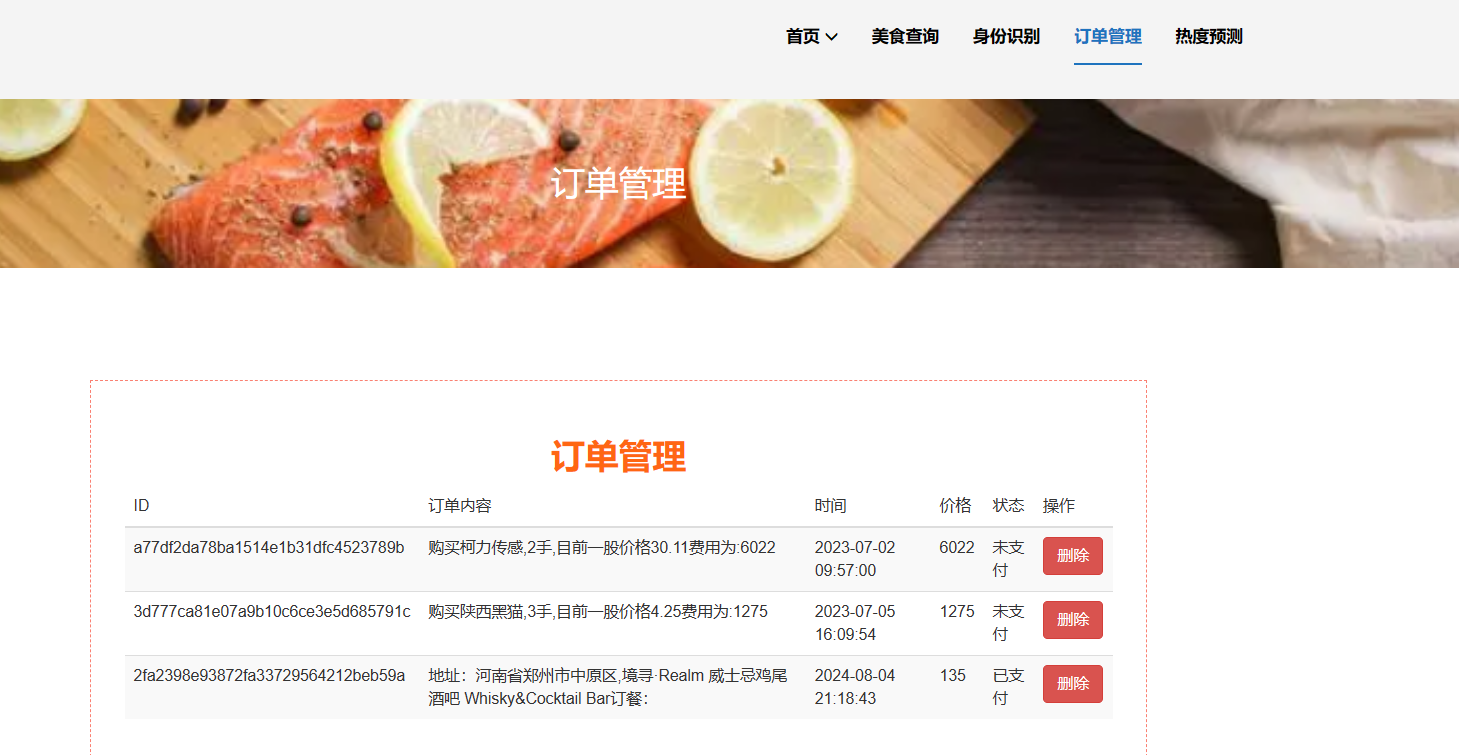 首页 美食查询 身份识别 订单管理 热度预测
订单管理
订单管理
ID 订单内容 时间 价格 状态 操作
a77df2da78ba1514e1b31dfc4523789b 购买柯力传感,2手,目前一股价格30.11费用为:6022 2023-07-02 6022 未支 删除
09:57:00 付
3d777ca81e07a9b10c6ce3e5d685791c 购买陕西黑猫,3手,目前一股价格4.25费用为:1275 2023-07-05 1275 未支 删除
16:09:54 付
2fa2398e93872fa33729564212beb59a 地址：河南省郑州市中原区,境寻·Realm 威士忌鸡尾 2024-08-04 135 已支 删除
酒吧 Whisky&Cocktail Bar订餐： 21:18:43 付